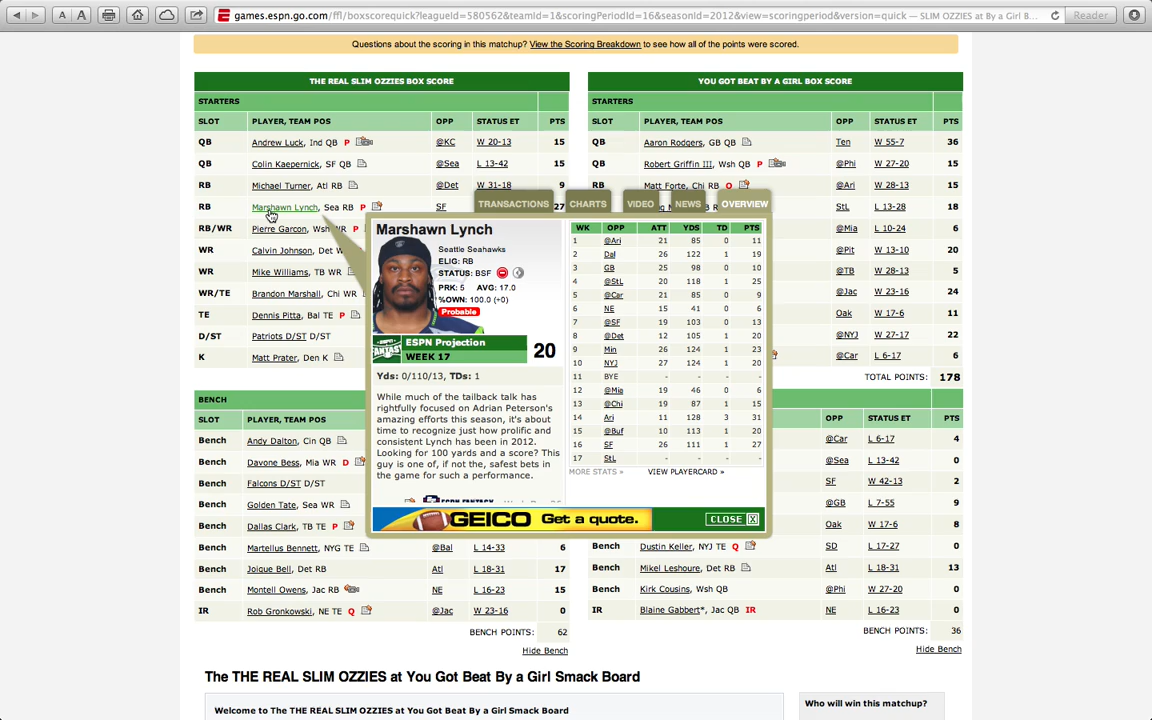 games.espn.go.com/ffl/boxscorequick?leagueId=580562&teamId=1&scoringPeriodId=16&seasonId=2012&view=scoringperiod&version=quick — SLIM OZZIES at By a Girl B... Reader
A A
Questions about the scoring in this matchup? View the Scoring Breakdown to see how all of the points were scored.
THE REAL SLIM OZZIES BOX SCORE
STARTERS
SLOT PLAYER, TEAM POS OPP STATUS ET PTS
QB Andrew Luck, Ind QB P @KC W 20-13 15
QB Colin Kaepernick, SF QB @Sea L 13-42 15
RB Michael Turner, Atl RB @Det W 31-18 9
RB Marshawn Lynch, Sea RB P SF 27
RB/WR Pierre Garcon, Wsh WR P
WR Calvin Johnson, Det W
WR Mike Williams, TB WR
WR/TE Brandon Marshall, Chi WR
TE Dennis Pitta, Bal TE P
D/ST Patriots D/ST D/ST
K Matt Prater, Den K
BENCH
SLOT PLAYER, TEAM POS
Bench Andy Dalton, Cin QB
Bench Davone Bess, Mia WR D
Bench Falcons D/ST D/ST
Bench Golden Tate, Sea WR
Bench Dallas Clark, TB TE P
Bench Martellus Bennett, NYG TE @Bal L 14-33 6
Bench Joique Bell, Det RB Atl L 18-31 17
Bench Montell Owens, Jac RB NE L 16-23 15
IR Rob Gronkowski, NE TE Q @Jac W 23-16 0
BENCH POINTS: 62
Hide Bench
YOU GOT BEAT BY A GIRL BOX SCORE
STARTERS
SLOT PLAYER, TEAM POS OPP STATUS ET PTS
QB Aaron Rodgers, GB QB Ten W 55-7 36
QB Robert Griffin III, Wsh QB P @Phi W 27-20 15
RB Matt Forte, Chi RB Q @Ari W 28-13 15
StL L 13-28 18
@Mia L 10-24 6
@Pit W 13-10 20
@TB W 28-13 5
@Jac W 23-16 24
Oak W 17-6 11
@NYJ W 27-17 22
@Car L 6-17 6
TOTAL POINTS: 178
OPP STATUS ET PTS
@Car L 6-17 4
@Sea L 13-42 0
SF W 42-13 2
@GB L 7-55 9
Oak W 17-6 8
Bench Dustin Keller, NYJ TE Q SD L 17-27 0
Bench Mikel Leshoure, Det RB Atl L 18-31 13
Bench Kirk Cousins, Wsh QB @Phi W 27-20 0
IR Blaine Gabbert*, Jac QB IR NE L 16-23 0
BENCH POINTS: 36
Hide Bench
TRANSACTIONS CHARTS VIDEO NEWS OVERVIEW
Marshawn Lynch
Seattle Seahawks
ELIG: RB
STATUS: BSF
PRK: 5 AVG: 17.0
%OWN: 100.0 (+0)
Probable
ESPN FANTASY
ESPN Projection
WEEK 17
20
Yds: 0/110/13, TDs: 1
While much of the tailback talk has
rightfully focused on Adrian Peterson's
amazing efforts this season, it's about
time to recognize just how prolific and
consistent Lynch has been in 2012.
Looking for 100 yards and a score? This
guy is one of, if not the, safest bets in
the game for such a performance.
WK OPP ATT YDS TD PTS
1 @Ari 21 85 0 11
2 Dal 26 122 1 19
3 GB 25 98 0 10
4 @StL 20 118 1 25
5 @Car 21 85 0 9
6 NE 15 41 0 6
7 @SF 19 103 0 13
8 @Det 12 105 1 20
9 Min 26 124 1 23
10 NYJ 27 124 1 20
11 BYE - - - -
12 @Mia 19 46 0 6
13 @Chi 19 87 1 15
14 Ari 11 128 3 31
15 @Buf 10 113 1 20
16 SF 26 111 1 27
17 StL - - - -
MORE STATS » VIEW PLAYERCARD »
GEICO Get a quote.
CLOSE X
The THE REAL SLIM OZZIES at You Got Beat By a Girl Smack Board
Welcome to The THE REAL SLIM OZZIES at You Got Beat By a Girl Smack Board
Who will win this matchup?